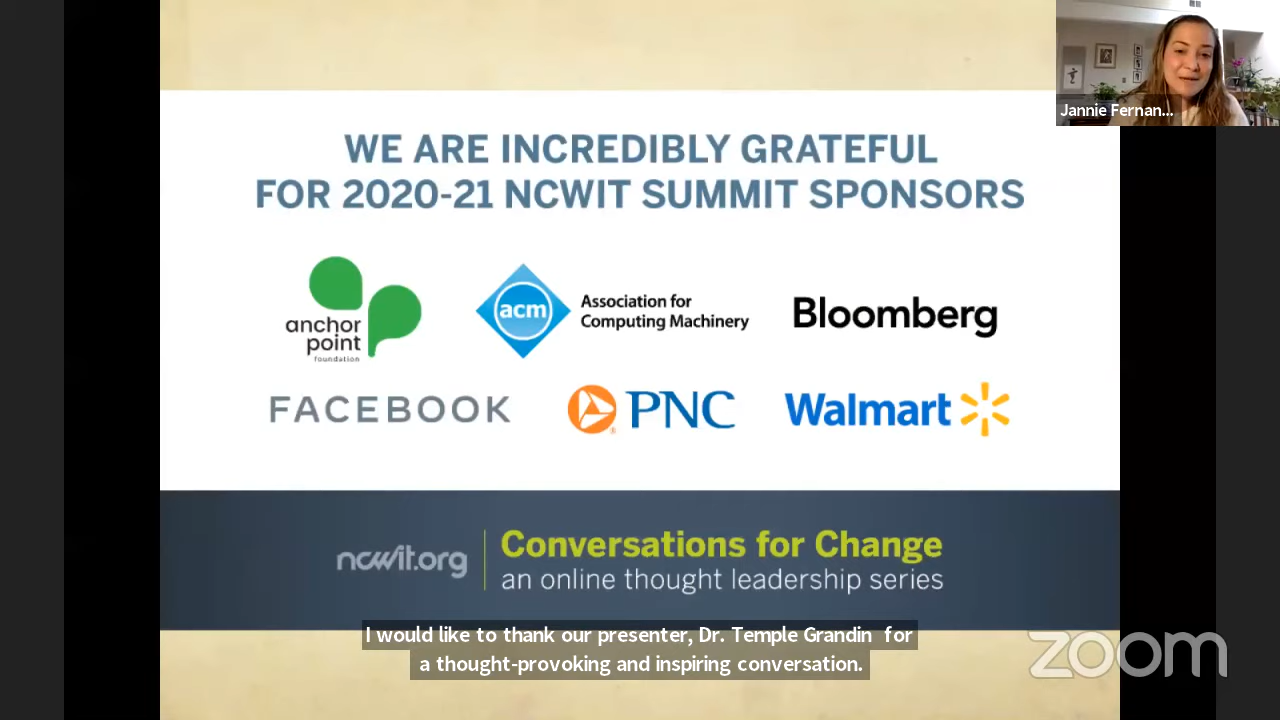 Jannie Fernan...
WE ARE INCREDIBLY GRATEFUL
FOR 2020-21 NCWIT SUMMIT SPONSORS
anchor
point
foundation
acm
Association for
Computing Machinery
Bloomberg
FACEBOOK
PNC
Walmart
ncwit.org
Conversations for Change
an online thought leadership series
I would like to thank our presenter, Dr. Temple Grandin for
a thought-provoking and inspiring conversation.
zoom